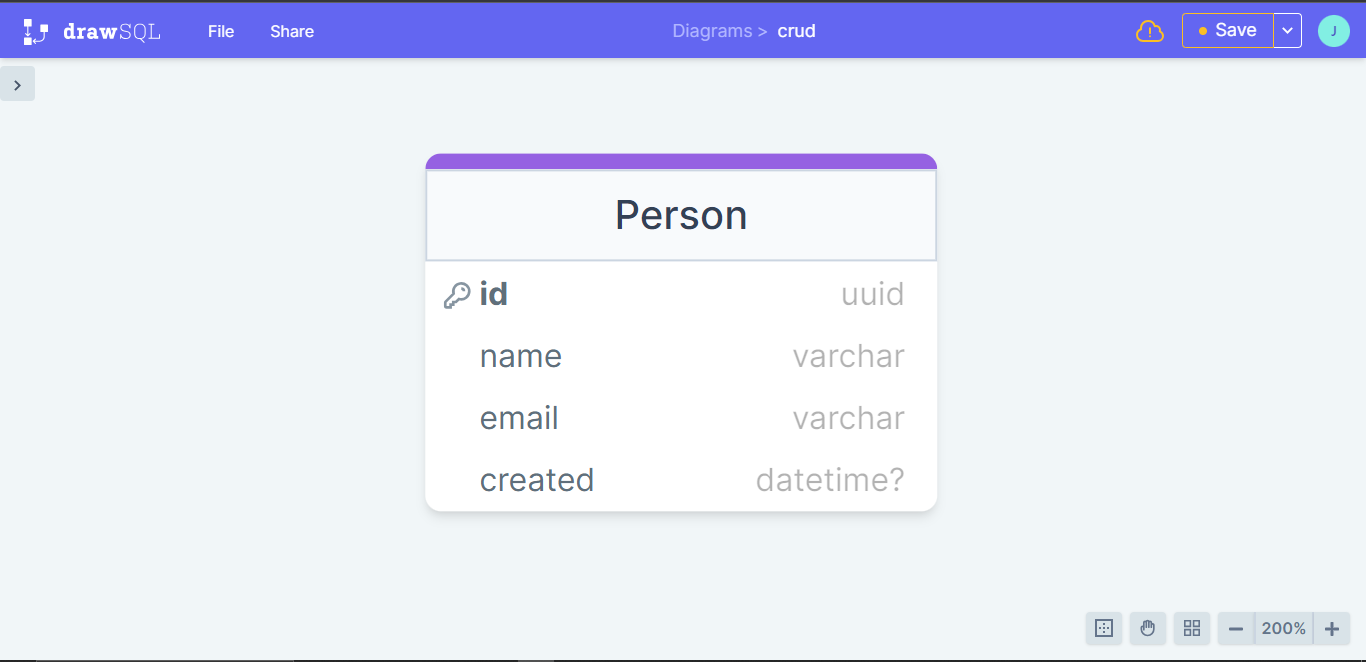 drawSQL File Share Diagrams > crud Save J
Person
id uuid
name varchar
email varchar
created datetime?
200%